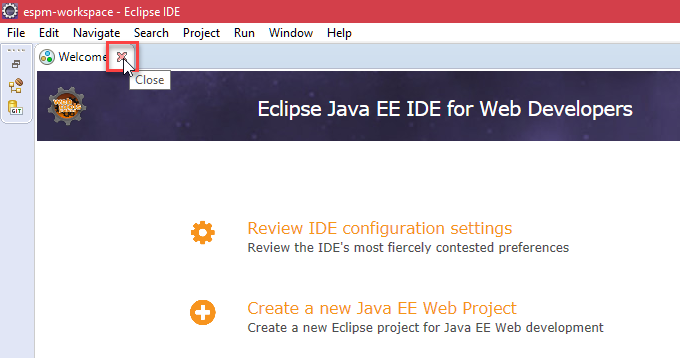 espm-workspace - Eclipse IDE
File Edit Navigate Search Project Run Window Help
Welcome
Close
GIT
Eclipse Java EE IDE for Web Developers
Review IDE configuration settings
Review the IDE's most fiercely contested preferences
Create a new Java EE Web Project
Create a new Eclipse project for Java EE Web development